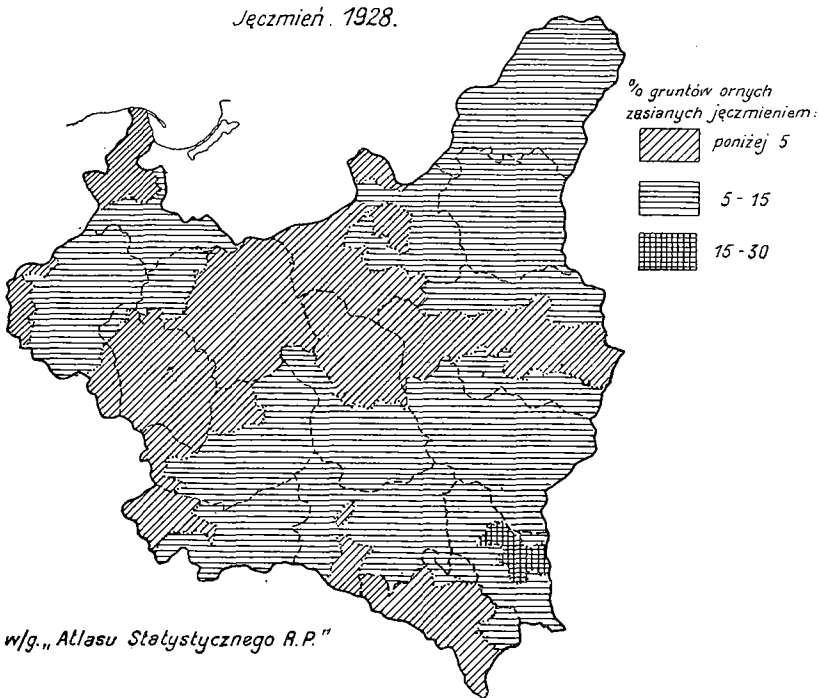 Jęczmień. 1928.
% gruntów ornych
zasianych jęczmieniem:
poniżej 5
5 - 15
15 - 30
w/g. „Atlasu Statystycznego R.P."